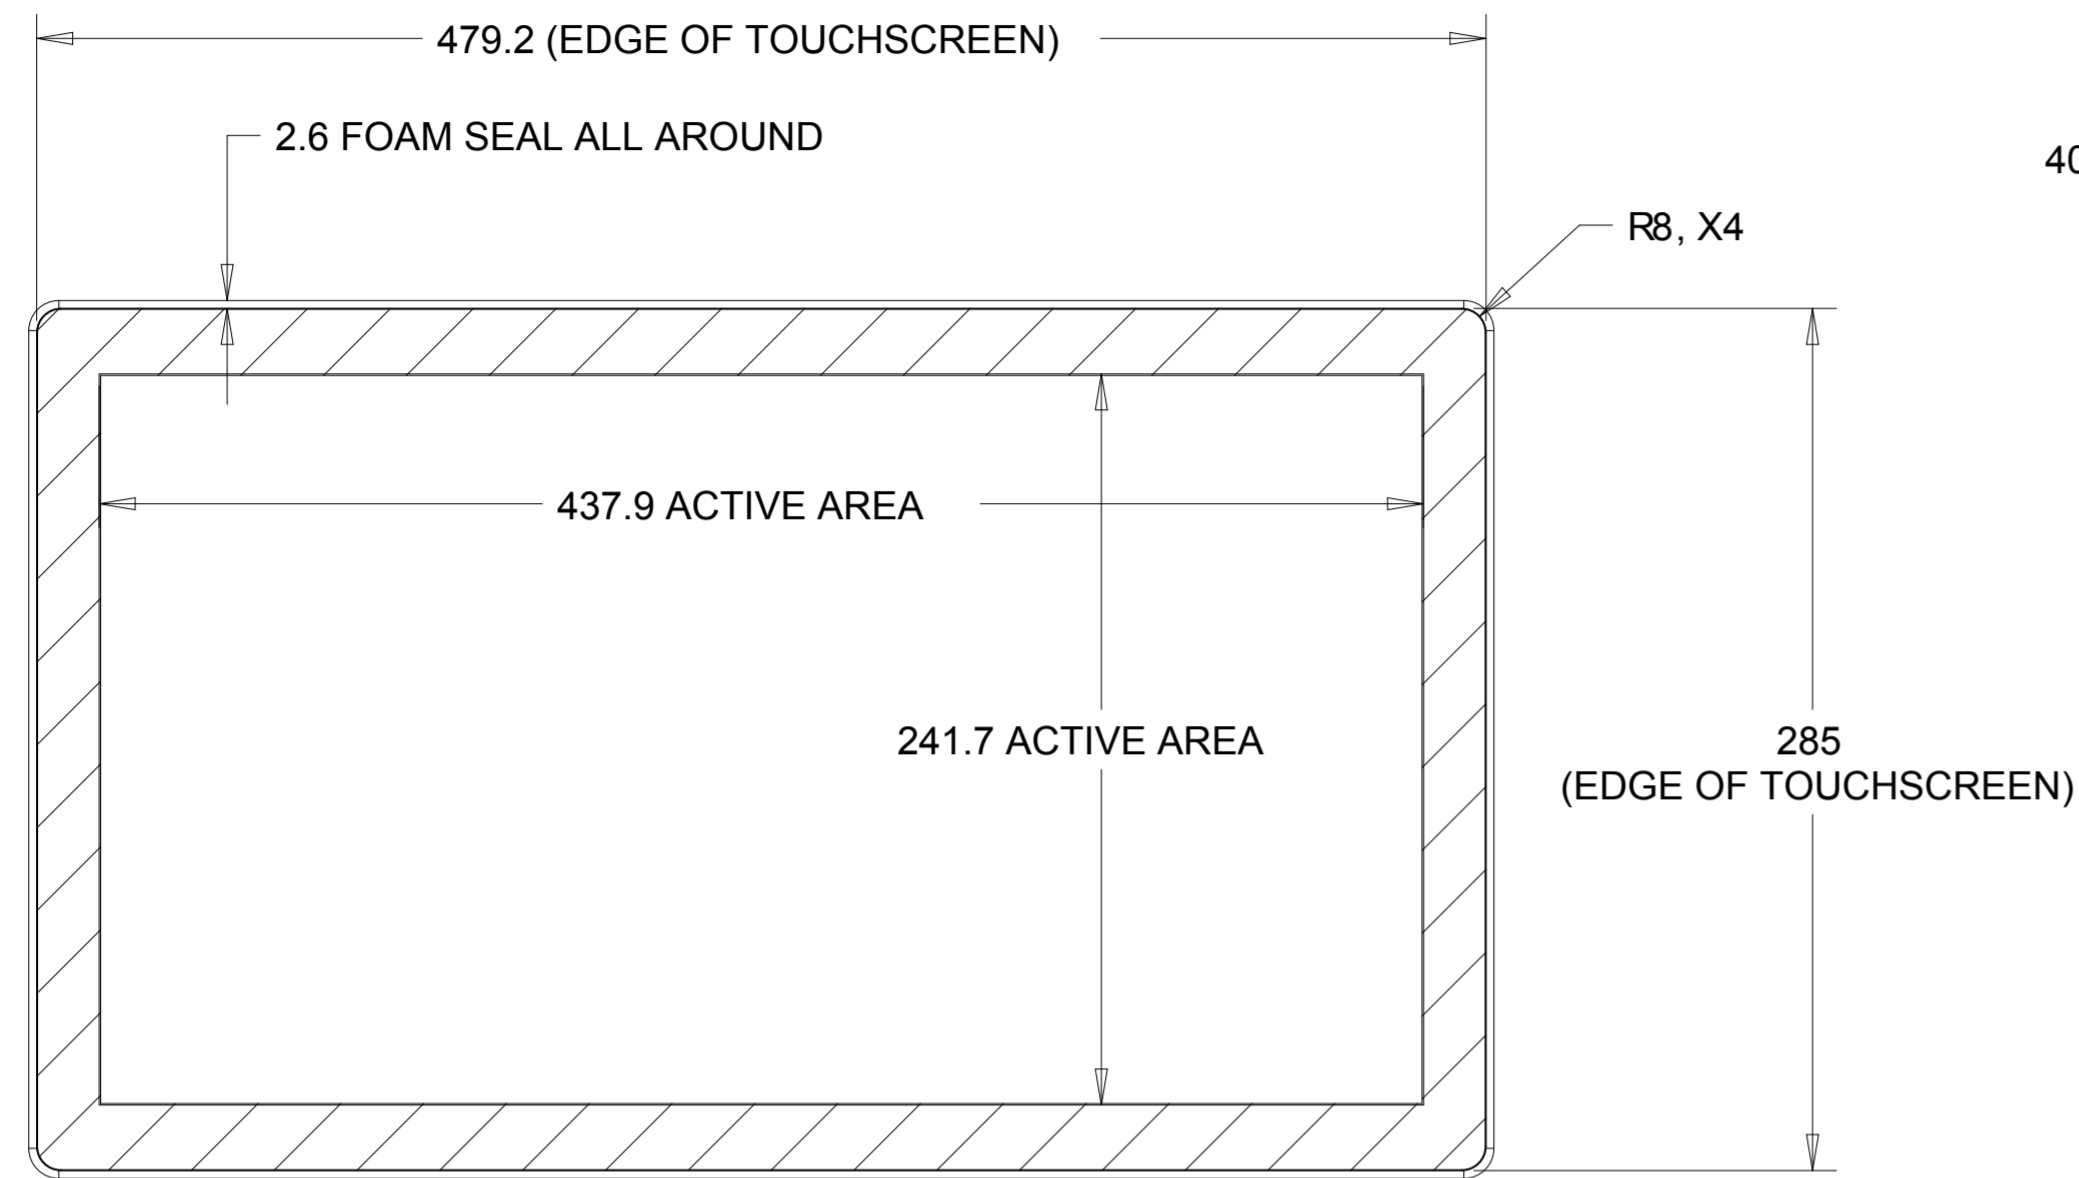 479.2 (EDGE OF TOUCHSCREEN)
2.6 FOAM SEAL ALL AROUND
40
R8, X4
437.9 ACTIVE AREA
241.7 ACTIVE AREA
285
(EDGE OF TOUCHSCREEN)